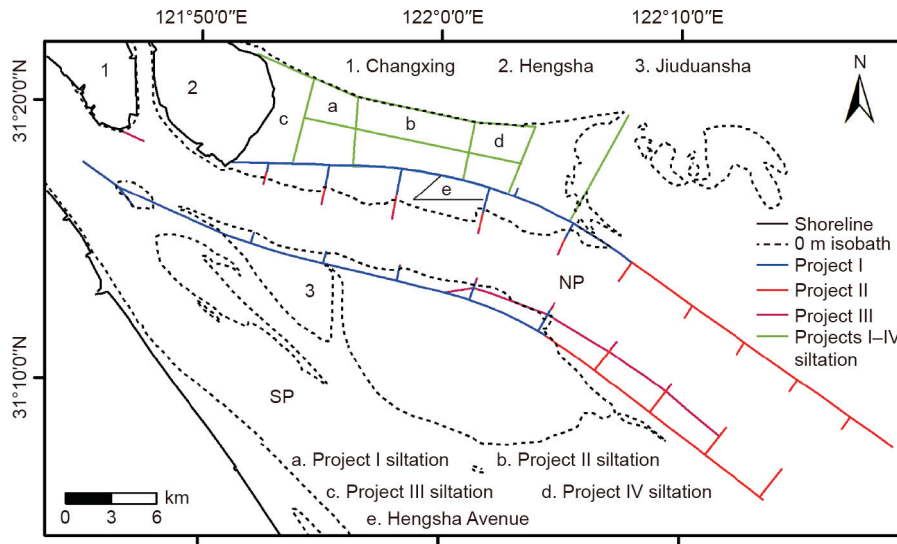 121°50′0″E 122°0′0″E 122°10′0″E
1. Changxing 2. Hengsha 3. Jiuduansha
N
31°20′0″N
31°10′0″N
1
2
a
b
c
d
e
3
NP
SP
Shoreline
0 m isobath
Project I
Project II
Project III
Projects I–IV
siltation
a. Project I siltation b. Project II siltation
c. Project III siltation d. Project IV siltation
e. Hengsha Avenue
km
0 3 6